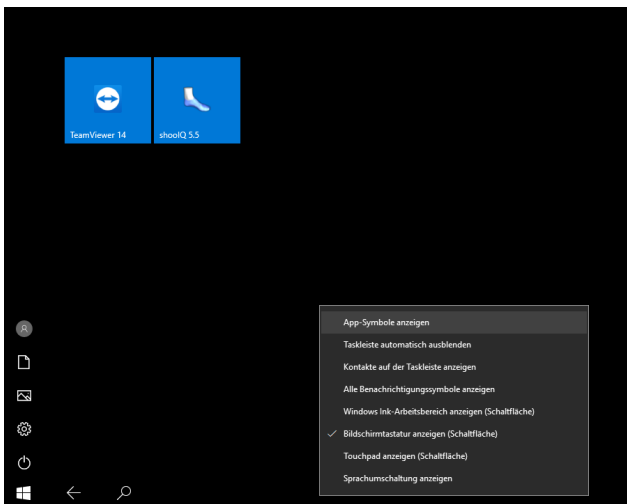 TeamViewer 14
shoolQ 5.5
App-Symbole anzeigen
Taskleiste automatisch ausblenden
Kontakte auf der Taskleiste anzeigen
Alle Benachrichtigungssymbole anzeigen
Windows Ink-Arbeitsbereich anzeigen (Schaltfläche)
Bildschirmtastatur anzeigen (Schaltfläche)
Touchpad anzeigen (Schaltfläche)
Sprachumschaltung anzeigen